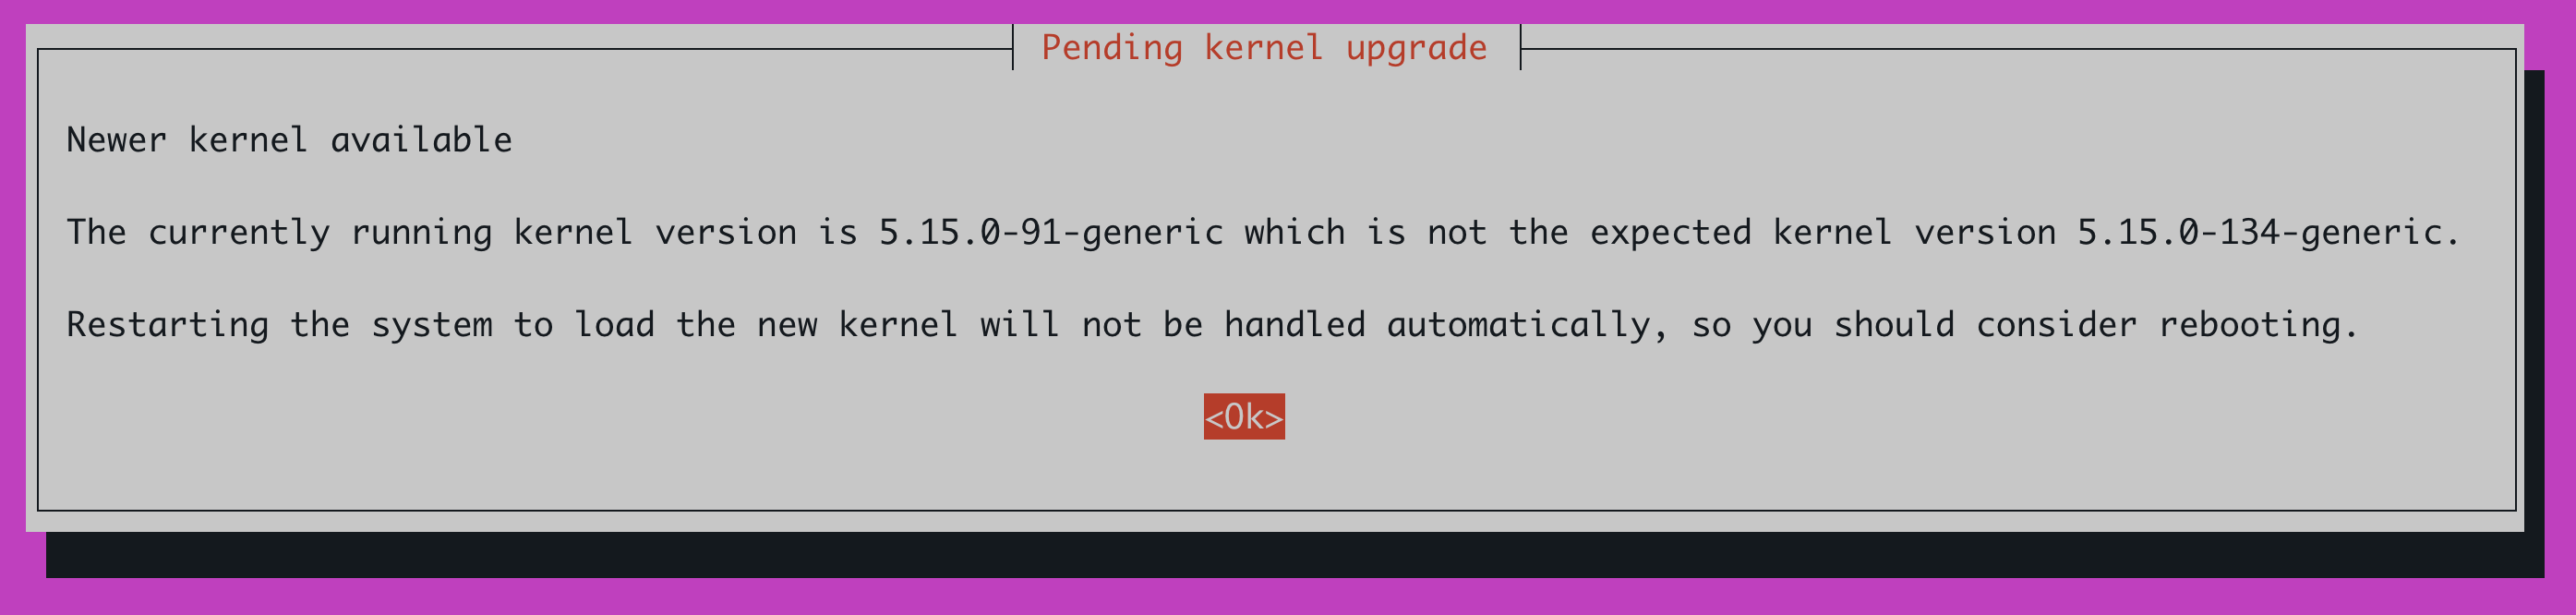 Pending kernel upgrade
Newer kernel available
The currently running kernel version is 5.15.0-91-generic which is not the expected kernel version 5.15.0-134-generic.
Restarting the system to load the new kernel will not be handled automatically, so you should consider rebooting.
<Ok>